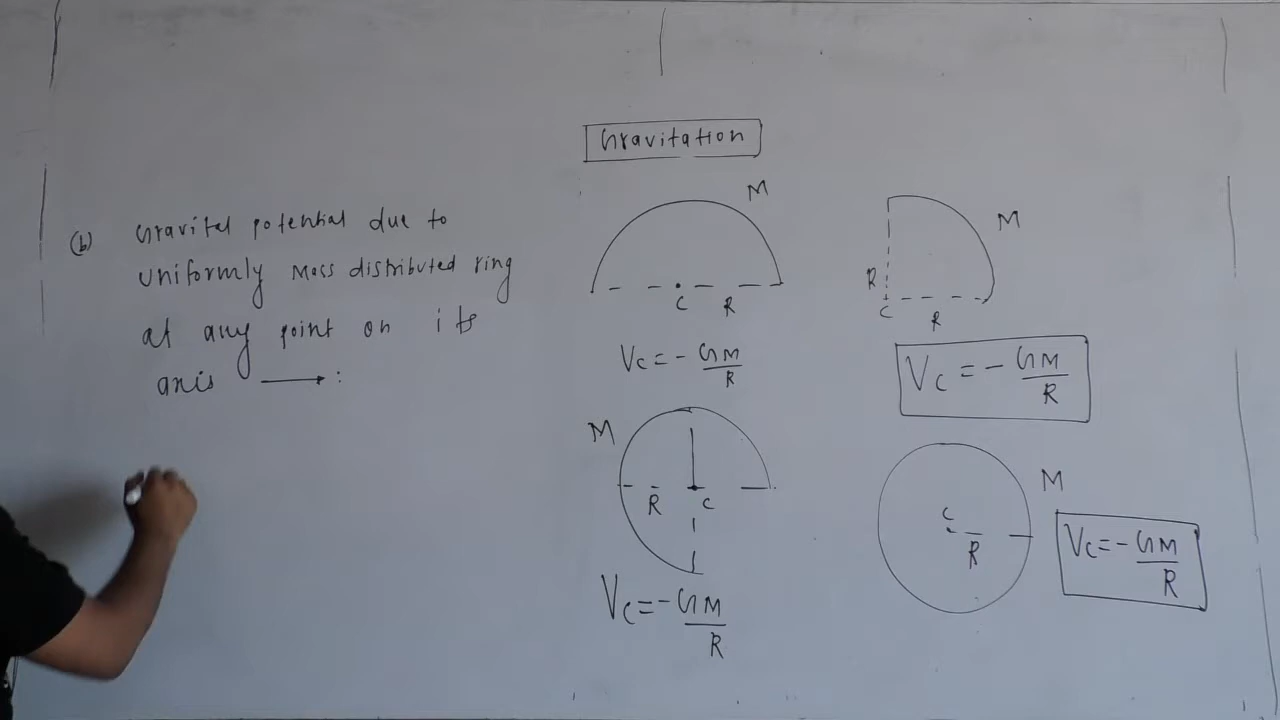 Gravitation
(b) Gravital potential due to
uniformly Mass distributed ring
at any point on its
axis ⟶ :
M
C R
Vc = - GM/R
M
R
C
R
Vc = - GM/R
M
R C
Vc = - GM/R
M
C
R
Vc = - GM/R